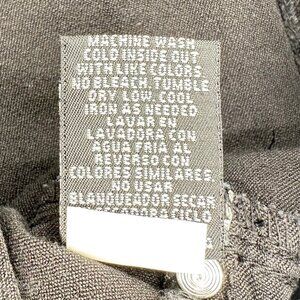 MACHINE WASH
COLD INSIDE OUT
WITH LIKE COLORS.
NO BLEACH. TUMBLE
DRY LOW. COOL
IRON AS NEEDED
LAVAR EN
LAVADORA CON
AGUA FRIA AL
REVERSO CON
COLORES SIMILARES.
NO USAR
BLANQUEADOR SECAR
CICLO